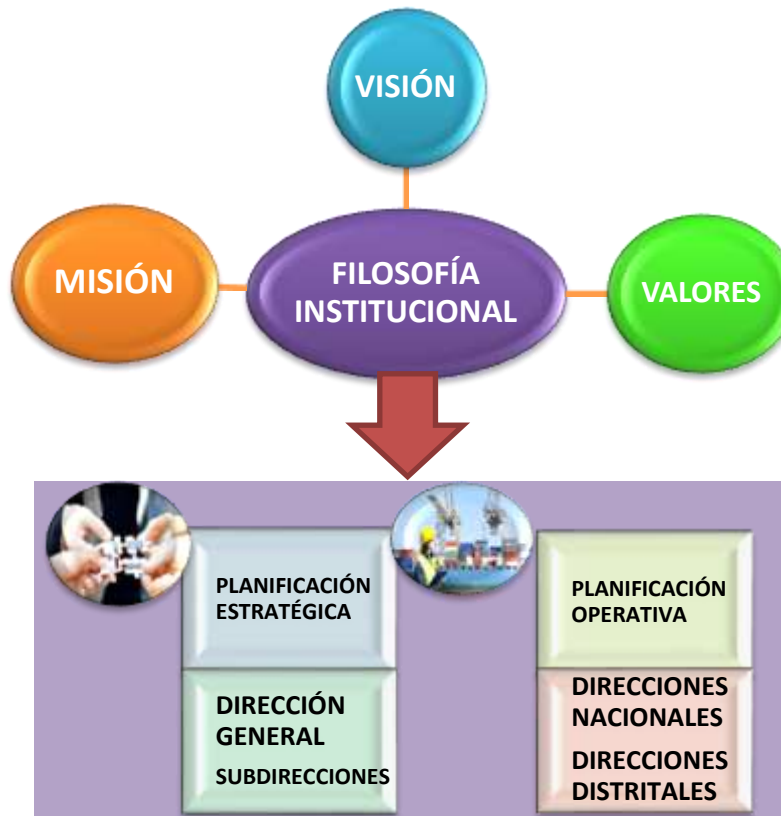 VISIÓN
MISIÓN
FILOSOFÍA
INSTITUCIONAL
VALORES
PLANIFICACIÓN
ESTRATÉGICA
DIRECCIÓN
GENERAL
SUBDIRECCIONES
PLANIFICACIÓN
OPERATIVA
DIRECCIONES
NACIONALES
DIRECCIONES
DISTRITALES